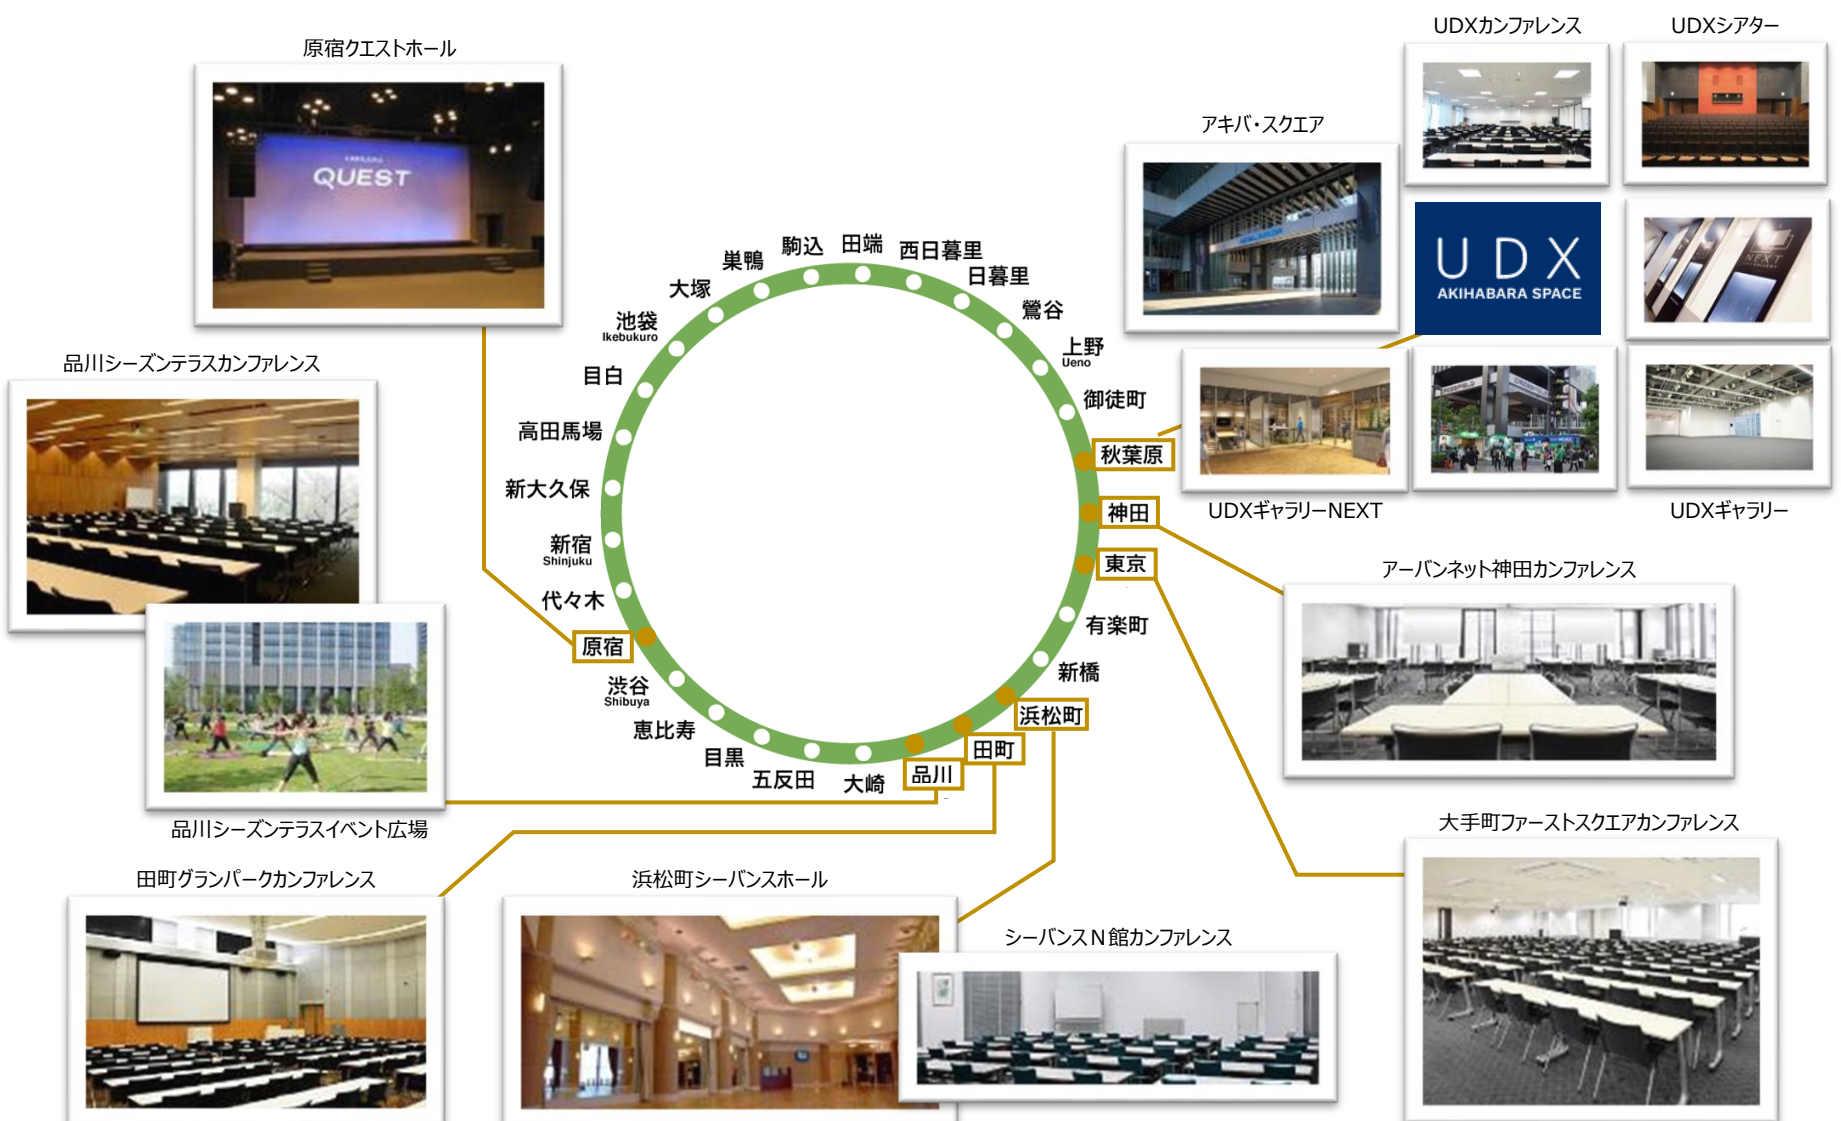 原宿クエストホール
QUEST
UDXカンファレンス
UDXシアター
アキバ・スクエア
UDX
AKIHABARA SPACE
NEXT
UDXギャラリーNEXT
UDXギャラリー
品川シーズンテラスカンファレンス
品川シーズンテラスイベント広場
田端
西日暮里
日暮里
鶯谷
上野
Ueno
御徒町
秋葉原
神田
東京
有楽町
新橋
浜松町
田町
品川
大崎
五反田
目黒
恵比寿
渋谷
Shibuya
原宿
代々木
新宿
Shinjuku
新大久保
高田馬場
目白
池袋
Ikebukuro
大塚
巣鴨
駒込
アーバンネット神田カンファレンス
大手町ファーストスクエアカンファレンス
田町グランパークカンファレンス
浜松町シーバンスホール
シーバンスN館カンファレンス